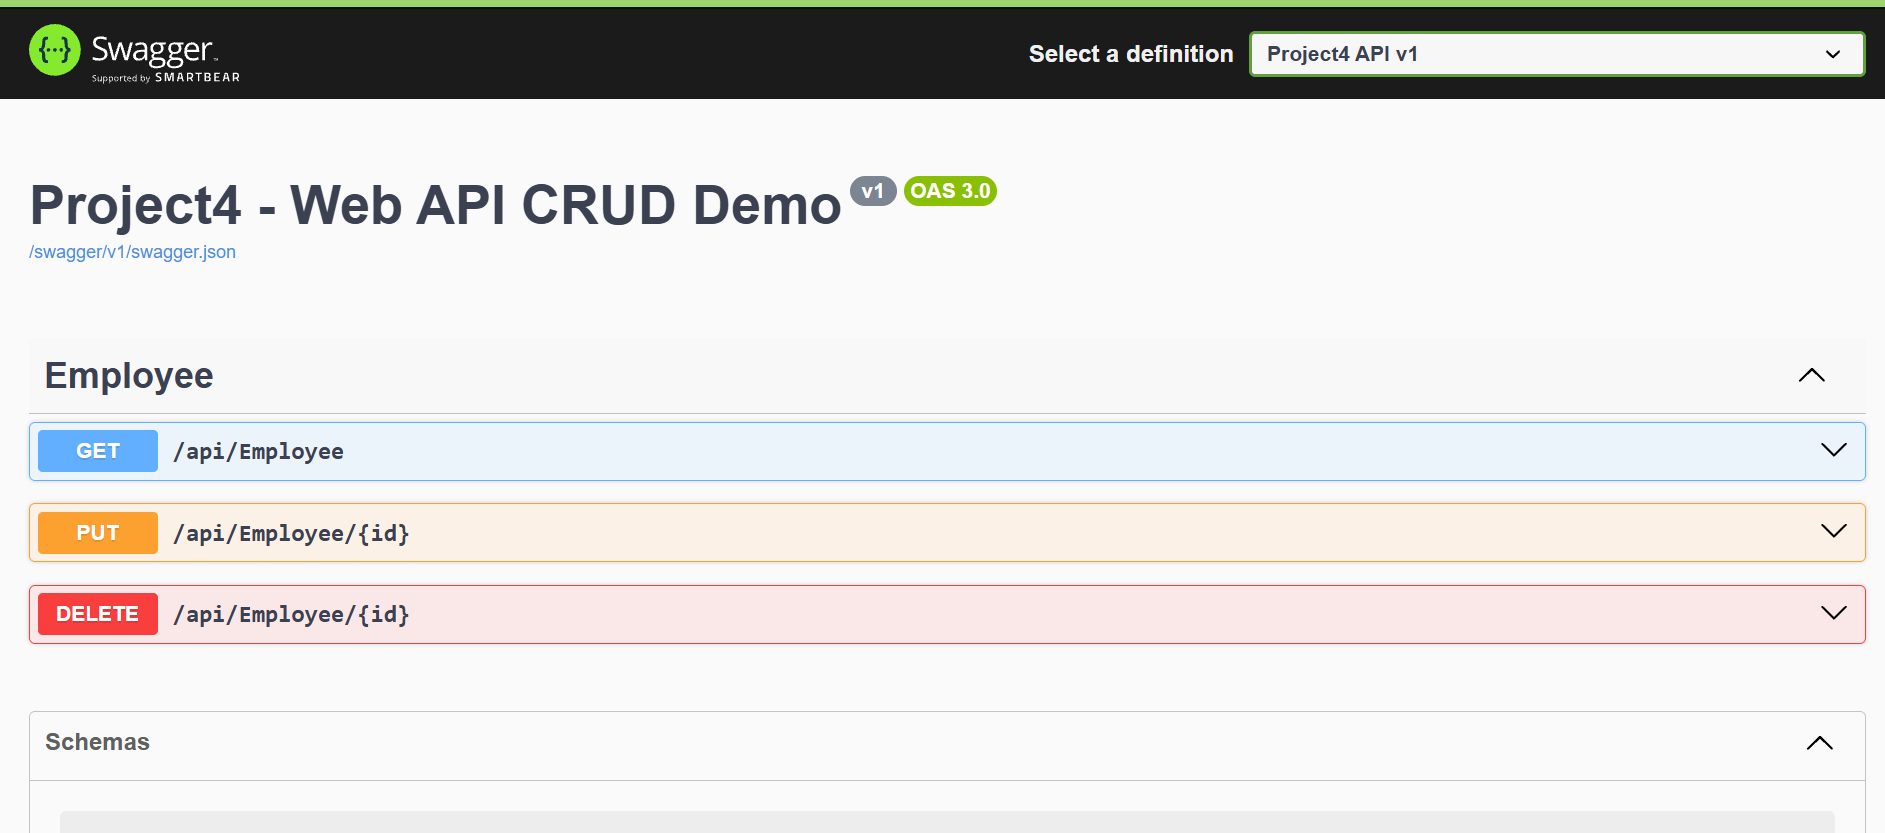 Swagger™
Supported by SMARTBEAR
Select a definition
Project4 API v1
Project4 - Web API CRUD Demo v1 OAS 3.0
/swagger/v1/swagger.json
Employee
GET /api/Employee
PUT /api/Employee/{id}
DELETE /api/Employee/{id}
Schemas